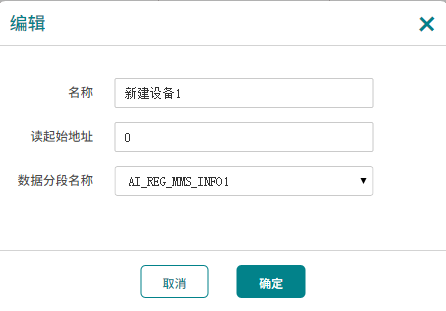 编辑
名称 新建设备1
读起始地址 0
数据分段名称 AI_REG_MMS_INFO1
取消 确定